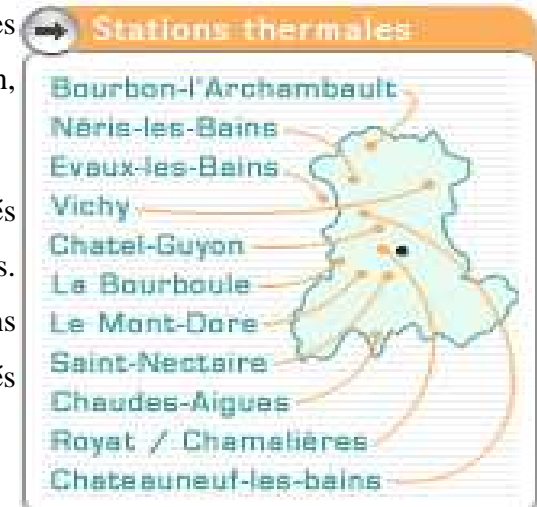 Stations thermales
Bourbon-l'Archambault
Néris-les-Bains
Evaux-les-Bains
Vichy
Chatel-Guyon
La Bourboule
Le Mont-Dore
Saint-Nectaire
Chaudes-Aigues
Royat / Chamalières
Chateauneuf-les-bains